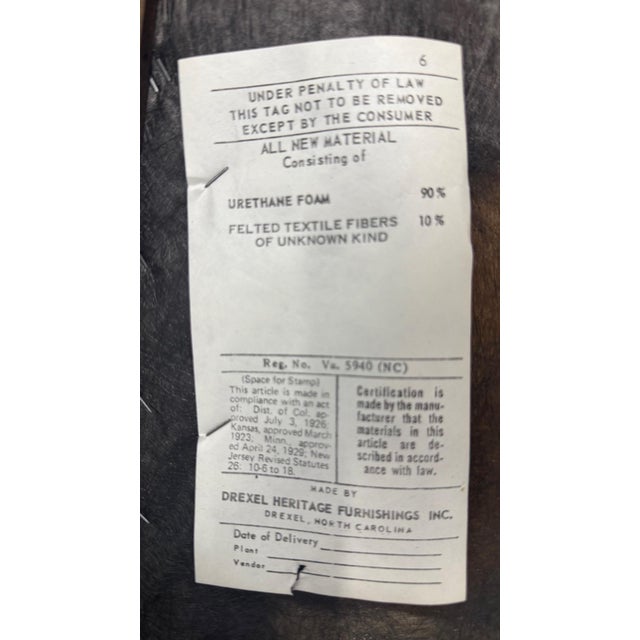 6
UNDER PENALTY OF LAW
THIS TAG NOT TO BE REMOVED
EXCEPT BY THE CONSUMER
ALL NEW MATERIAL
Consisting of
URETHANE FOAM 90%
FELTED TEXTILE FIBERS 10%
OF UNKNOWN KIND
Reg. No. Va. 5940 (NC)
(Space for Stamp)
This article is made in
compliance with an act
of: Dist. of Col. ap-
proved July 3, 1926;
Kansas, approved March
1923; Minn., approv-
ed April 24, 1929; New
Jersey Revised Statutes
26: 10-6 to 18.
Certification is
made by the manu-
facturer that the
materials in this
article are de-
scribed in accord-
ance with law.
MADE BY
DREXEL HERITAGE FURNISHINGS INC.
DREXEL, NORTH CAROLINA
Date of Delivery
Plant
Vendor